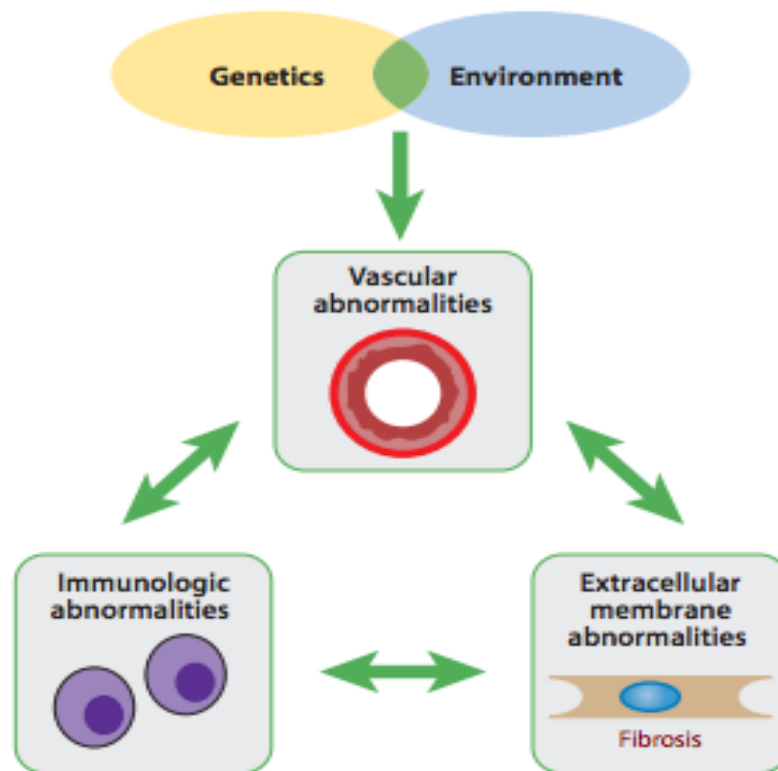 Genetics
Environment
Vascular
abnormalities
Immunologic
abnormalities
Extracellular
membrane
abnormalities
Fibrosis